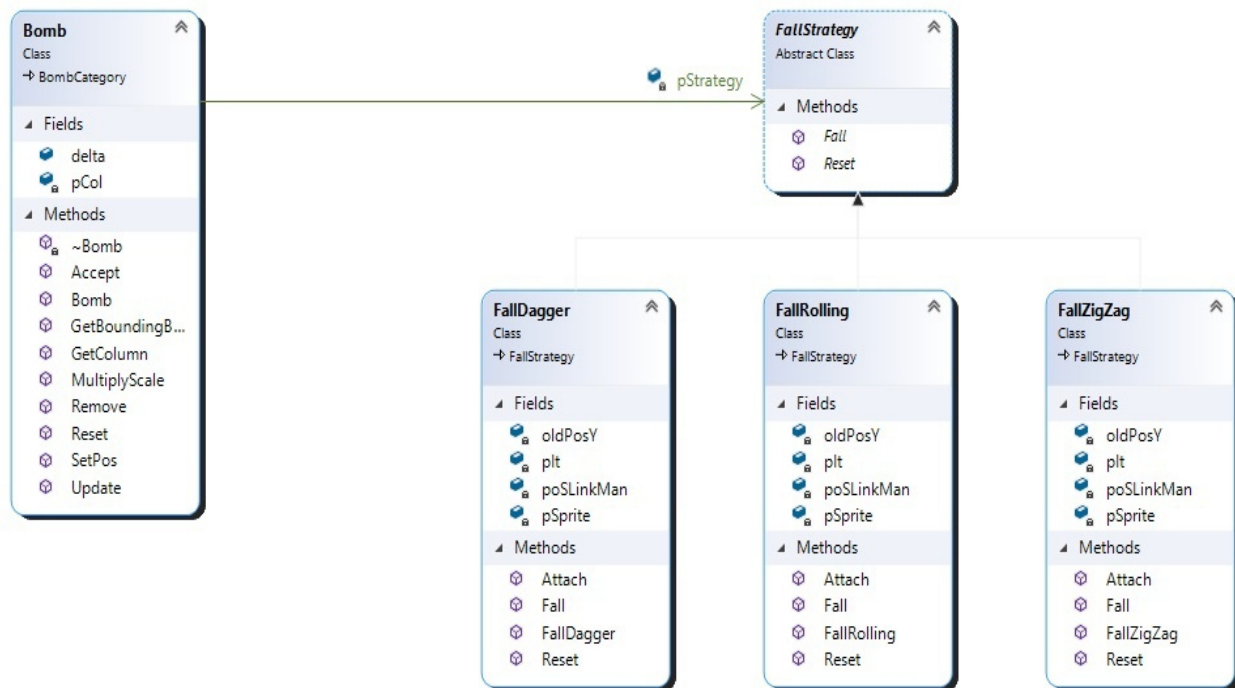 Bomb
Class
BombCategory
Fields
delta
pCol
Methods
~Bomb
Accept
Bomb
GetBoundingB...
GetColumn
MultiplyScale
Remove
Reset
SetPos
Update
pStrategy
FallStrategy
Abstract Class
Methods
Fall
Reset
FallDagger
Class
FallStrategy
Fields
oldPosY
pIt
poSLinkMan
pSprite
Methods
Attach
Fall
FallDagger
Reset
FallRolling
Class
FallStrategy
Fields
oldPosY
pIt
poSLinkMan
pSprite
Methods
Attach
Fall
FallRolling
Reset
FallZigZag
Class
FallStrategy
Fields
oldPosY
pIt
poSLinkMan
pSprite
Methods
Attach
Fall
FallZigZag
Reset